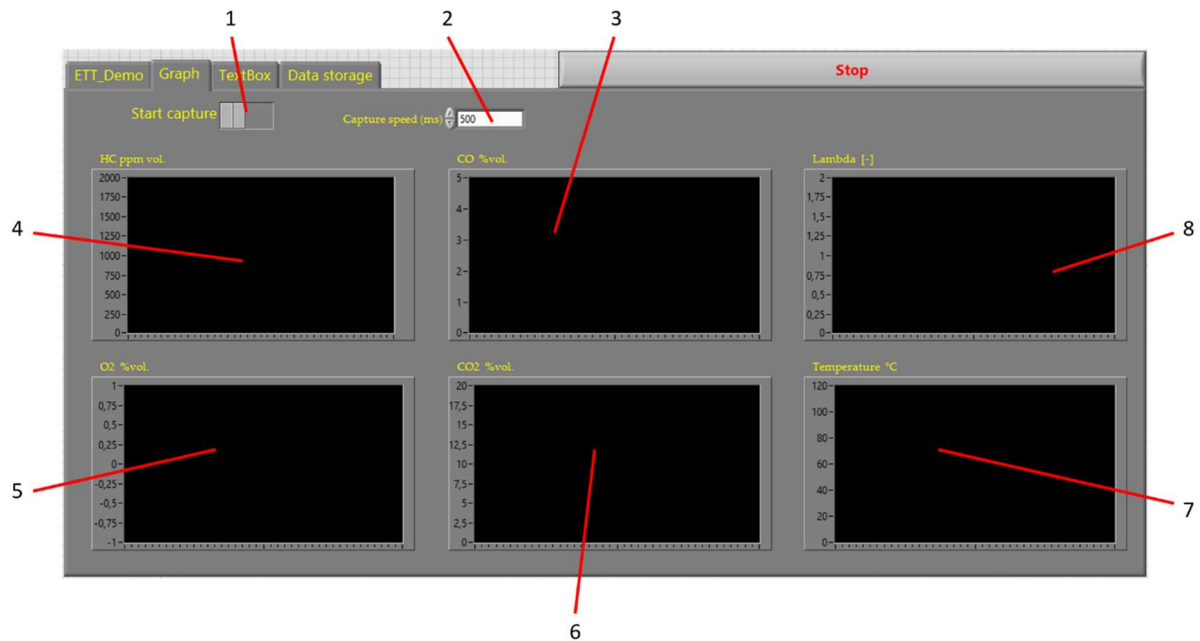 1 2 3
ETT_Demo Graph TextBox Data storage Stop
Start capture Capture speed (ms) 500
HC ppm vol. CO %vol. Lambda [-]
2000 5 2
1750 4 1,75
1500 3 1,5
1250 2 1,25
1000 1 1
750 0 0,75
500 0,5
250 0,25
0 0
4 8
O2 %vol. CO2 %vol. Temperature °C
1 20 120
0,75 17,5 100
0,5 15 80
0,25 12,5 60
0 10 40
-0,25 7,5 20
-0,5 5 0
-0,75 2,5
-1 0
5 7
6